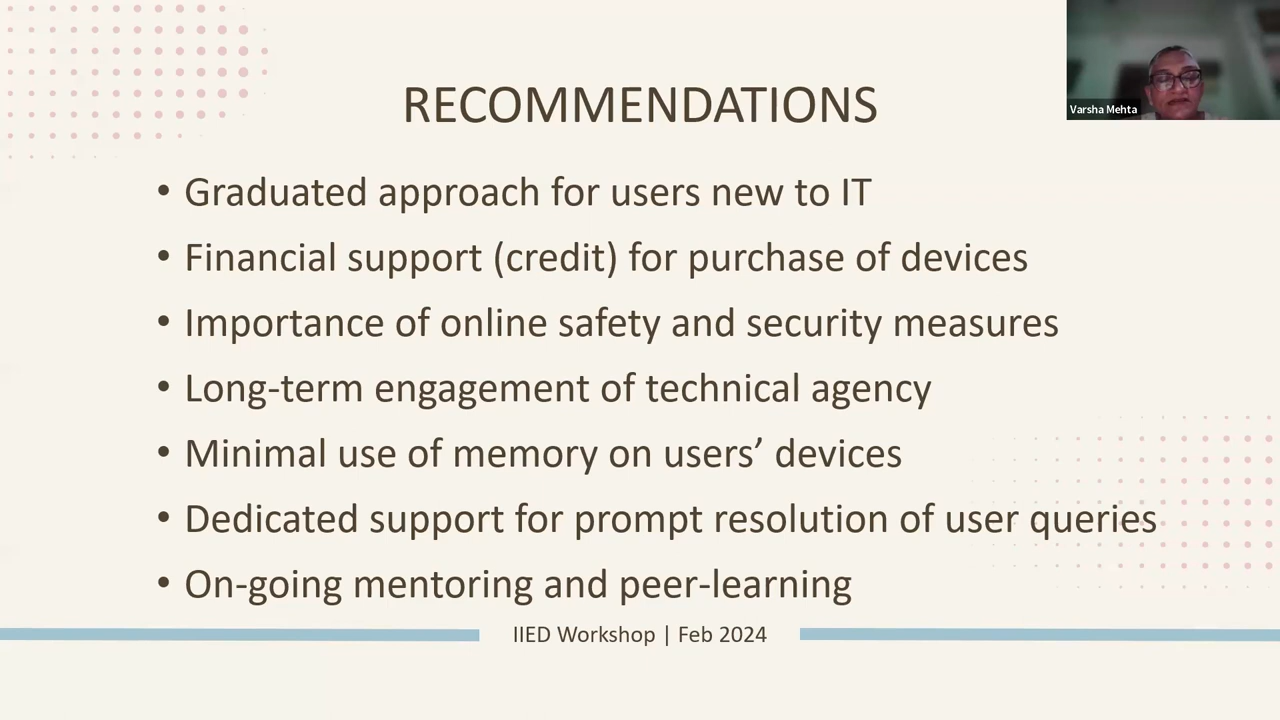 Varsha Mehta
RECOMMENDATIONS
• Graduated approach for users new to IT
• Financial support (credit) for purchase of devices
• Importance of online safety and security measures
• Long-term engagement of technical agency
• Minimal use of memory on users’ devices
• Dedicated support for prompt resolution of user queries
• On-going mentoring and peer-learning
IIED Workshop | Feb 2024